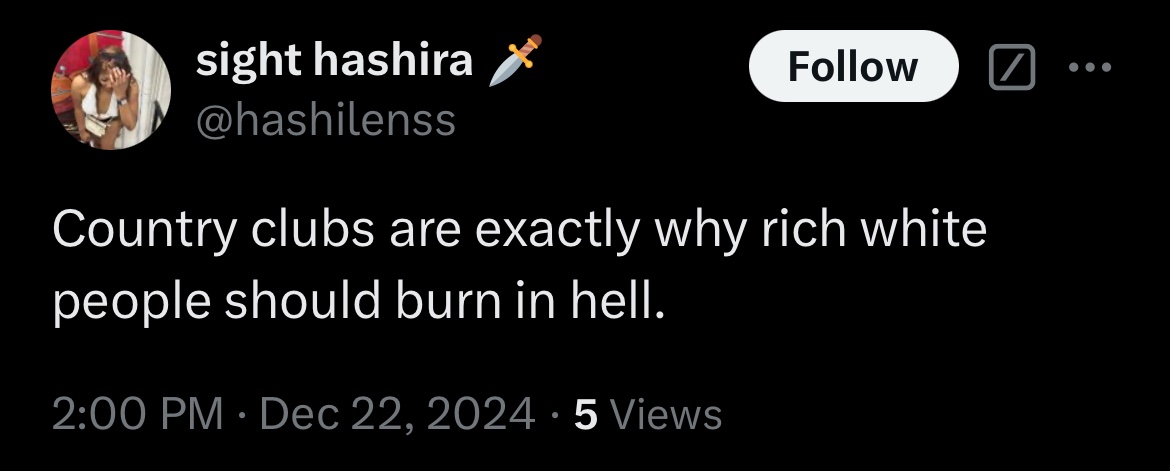 sight hashira 🗡️
@hashilenss
Follow
Country clubs are exactly why rich white
people should burn in hell.
2:00 PM · Dec 22, 2024 · 5 Views